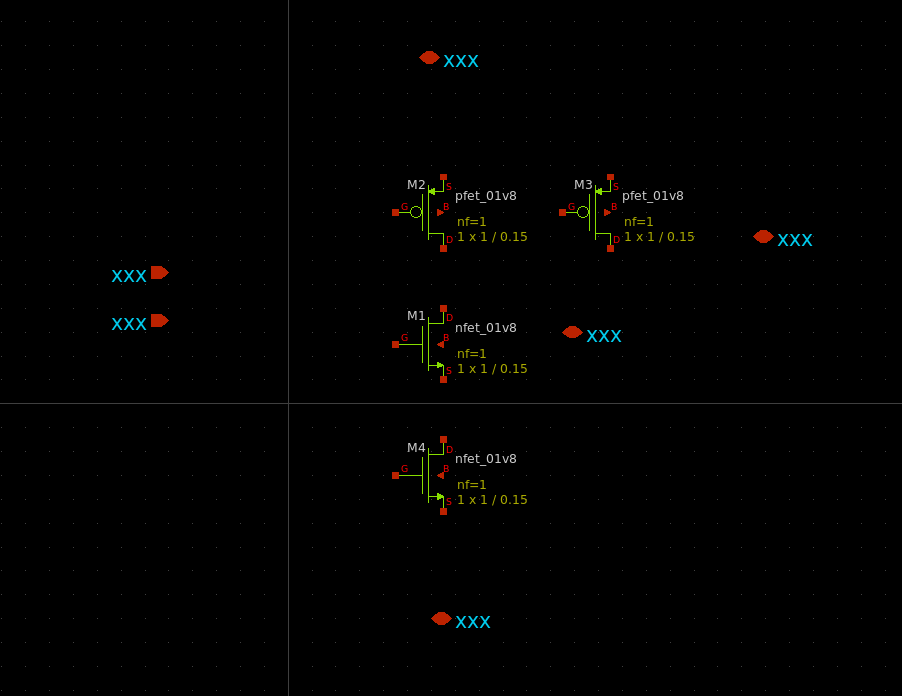 xxx
M2
S
pfet_01v8
G
B
nf=1
D
1 x 1 / 0.15
M3
S
pfet_01v8
G
B
nf=1
D
1 x 1 / 0.15
xxx
xxx
xxx
M1
D
nfet_01v8
G
B
nf=1
S
1 x 1 / 0.15
xxx
M4
D
nfet_01v8
G
B
nf=1
S
1 x 1 / 0.15
xxx